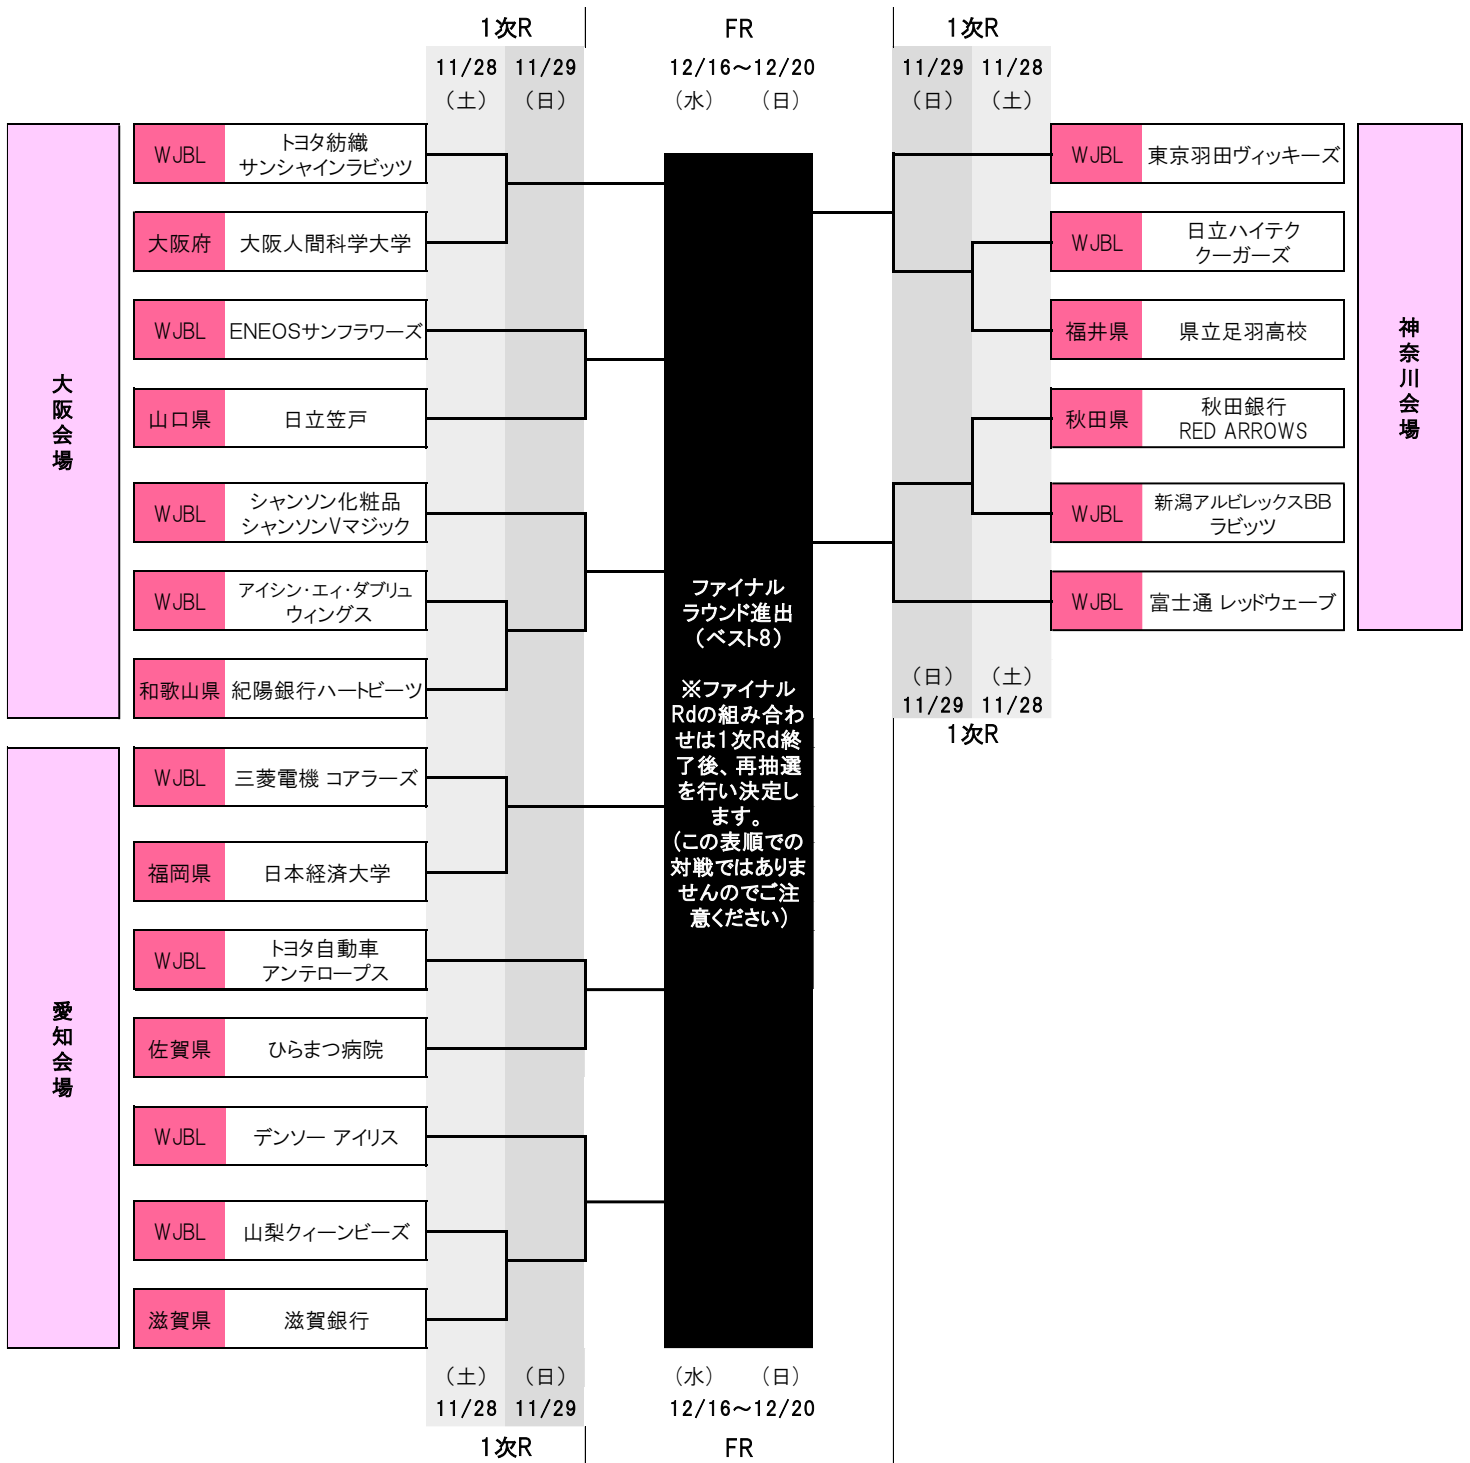 1次R
FR
1次R
11/28 11/29
12/16～12/20
11/29 11/28
（土） （日）
（水） （日）
（日） （土）
大阪会場
WJBL
トヨタ紡織
サンシャインラビッツ
大阪府
大阪人間科学大学
WJBL
ENEOSサンフラワーズ
山口県
日立笠戸
WJBL
シャンソン化粧品
シャンソンVマジック
WJBL
アイシン・エィ・ダブリュ
ウィングス
和歌山県
紀陽銀行ハートビーツ
愛知会場
WJBL
三菱電機 コアラーズ
福岡県
日本経済大学
WJBL
トヨタ自動車
アンテロープス
佐賀県
ひらまつ病院
WJBL
デンソー アイリス
WJBL
山梨クィーンビーズ
滋賀県
滋賀銀行
ファイナル
ラウンド進出
（ベスト8）
※ファイナル
Rdの組み合わ
せは1次Rd終
了後、再抽選
を行い決定し
ます。
（この表順での
対戦ではありま
せんのでご注
意ください）
WJBL
東京羽田ヴィッキーズ
WJBL
日立ハイテク
クーガーズ
福井県
県立足羽高校
秋田県
秋田銀行
RED ARROWS
WJBL
新潟アルビレックスBB
ラビッツ
WJBL
富士通 レッドウェーブ
神奈川会場
（日） （土）
11/29 11/28
1次R
（土） （日）
（水） （日）
11/28 11/29
12/16～12/20
1次R
FR